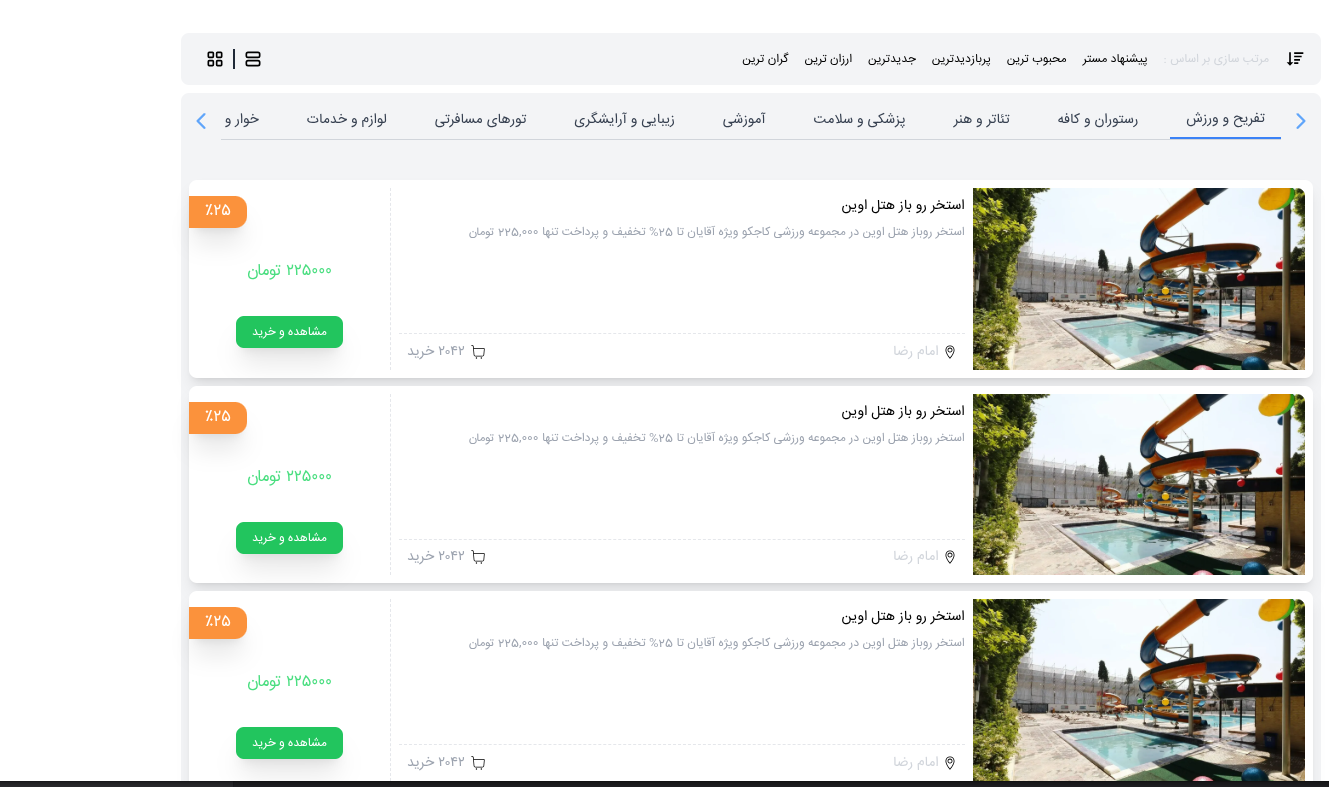 مرتب سازی بر اساس : پیشنهاد مستر محبوب ترین پربازدیدترین جدیدترین ارزان ترین گران ترین
تفریح و ورزش رستوران و کافه تئاتر و هنر پزشکی و سلامت آموزشی زیبایی و آرایشگری تورهای مسافرتی لوازم و خدمات خوار و
استخر رو باز هتل اوین
استخر روباز هتل اوین در مجموعه ورزشی کاجکو ویژه آقایان تا ۲۵% تخفیف و پرداخت تنها ۲۲۵,۰۰۰ تومان
امام رضا
۲۰۴۲ خرید
٪۲۵
۲۲۵۰۰۰ تومان
مشاهده و خرید
استخر رو باز هتل اوین
استخر روباز هتل اوین در مجموعه ورزشی کاجکو ویژه آقایان تا ۲۵% تخفیف و پرداخت تنها ۲۲۵,۰۰۰ تومان
امام رضا
۲۰۴۲ خرید
٪۲۵
۲۲۵۰۰۰ تومان
مشاهده و خرید
استخر رو باز هتل اوین
استخر روباز هتل اوین در مجموعه ورزشی کاجکو ویژه آقایان تا ۲۵% تخفیف و پرداخت تنها ۲۲۵,۰۰۰ تومان
امام رضا
۲۰۴۲ خرید
٪۲۵
۲۲۵۰۰۰ تومان
مشاهده و خرید